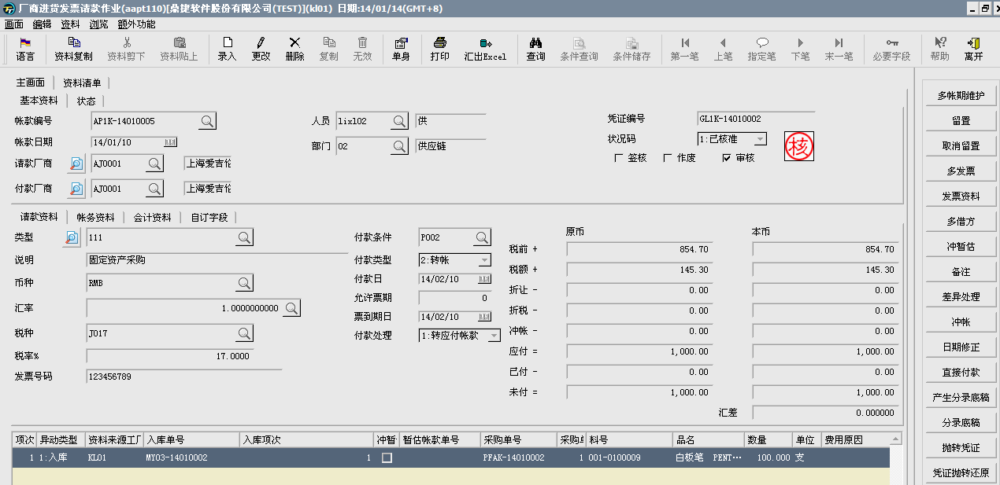 厂商进货发票请款作业(aapt110)[鼎捷软件股份有限公司(TEST)](kl01) 日期:14/01/14(GMT+8)
画面 编辑 资料 浏览 额外功能
语言 资料复制 资料剪下 资料贴上 录入 更改 删除 复制 无效 单身 打印 汇出Excel 查询 条件查询 条件储存 第一笔 上笔 指定笔 下笔 末一笔 必要字段 帮助 离开
主画面 资料清单
基本资料 状态
帐款编号 AP1K-14010005 人员 lixl02 供 凭证编号 GL1K-14010002
帐款日期 14/01/10 部门 02 供应链 状况码 1:已核准 核
请款厂商 AJ0001 上海爱吉伦 签核 作废 审核
付款厂商 AJ0001 上海爱吉伦
请款资料 帐务资料 会计资料 自订字段
类型 111 付款条件 P002 原币 本币
说明 固定资产采购 付款类型 2:转帐 税前 + 854.70 854.70
币种 RMB 付款日 14/02/10 税额 + 145.30 145.30
汇率 1.0000000000 允许票期 0 折让 - 0.00 0.00
税种 J017 票到期日 14/02/10 折税 - 0.00 0.00
税率% 17.0000 付款处理 1:转应付帐款 冲帐 - 0.00 0.00
发票号码 123456789 应付 = 1,000.00 1,000.00
已付 - 0.00 0.00
未付 = 1,000.00 1,000.00
汇差 0.000000
项次 异动类型 资料来源工厂 入库单号 入库项次 冲暂 暂估帐款单号 采购单号 采购 料号 品名 数量 单位 费用原因
1 1:入库 KL01 MY03-14010002 1 PFAK-14010002 1 001-0100009 白板笔 PENT… 100.000 支
多帐期维护
留置
取消留置
多发票
发票资料
多借方
冲暂估
备注
差异处理
冲帐
日期修正
直接付款
产生分录底稿
分录底稿
抛转凭证
凭证抛转还原